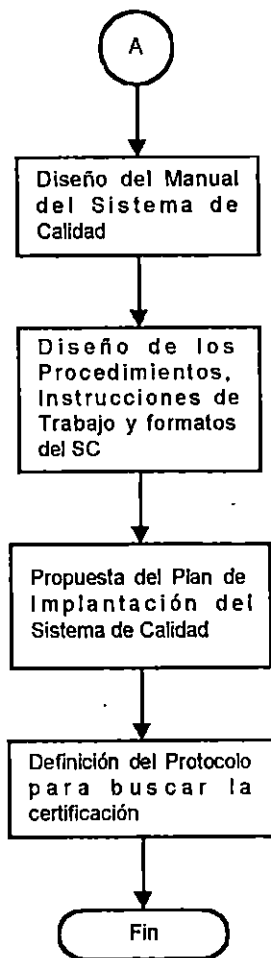 A
Diseño del Manual
del Sistema de
Calidad
Diseño de los
Procedimientos,
Instrucciones de
Trabajo y formatos
del SC
Propuesta del Plan de
Implantación del
Sistema de Calidad
Definición del Protocolo
para buscar la
certificación
Fin